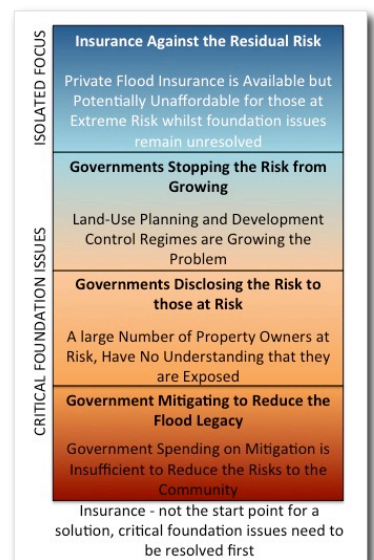 ISOLATED FOCUS
Insurance Against the Residual Risk
Private Flood Insurance is Available but
Potentially Unaffordable for those at
Extreme Risk whilst foundation issues
remain unresolved
CRITICAL FOUNDATION ISSUES
Governments Stopping the Risk from
Growing
Land-Use Planning and Development
Control Regimes are Growing the
Problem
Governments Disclosing the Risk to
those at Risk
A large Number of Property Owners at
Risk, Have No Understanding that they
are Exposed
Government Mitigating to Reduce the
Flood Legacy
Government Spending on Mitigation is
Insufficient to Reduce the Risks to the
Community
Insurance - not the start point for a
solution, critical foundation issues need to
be resolved first